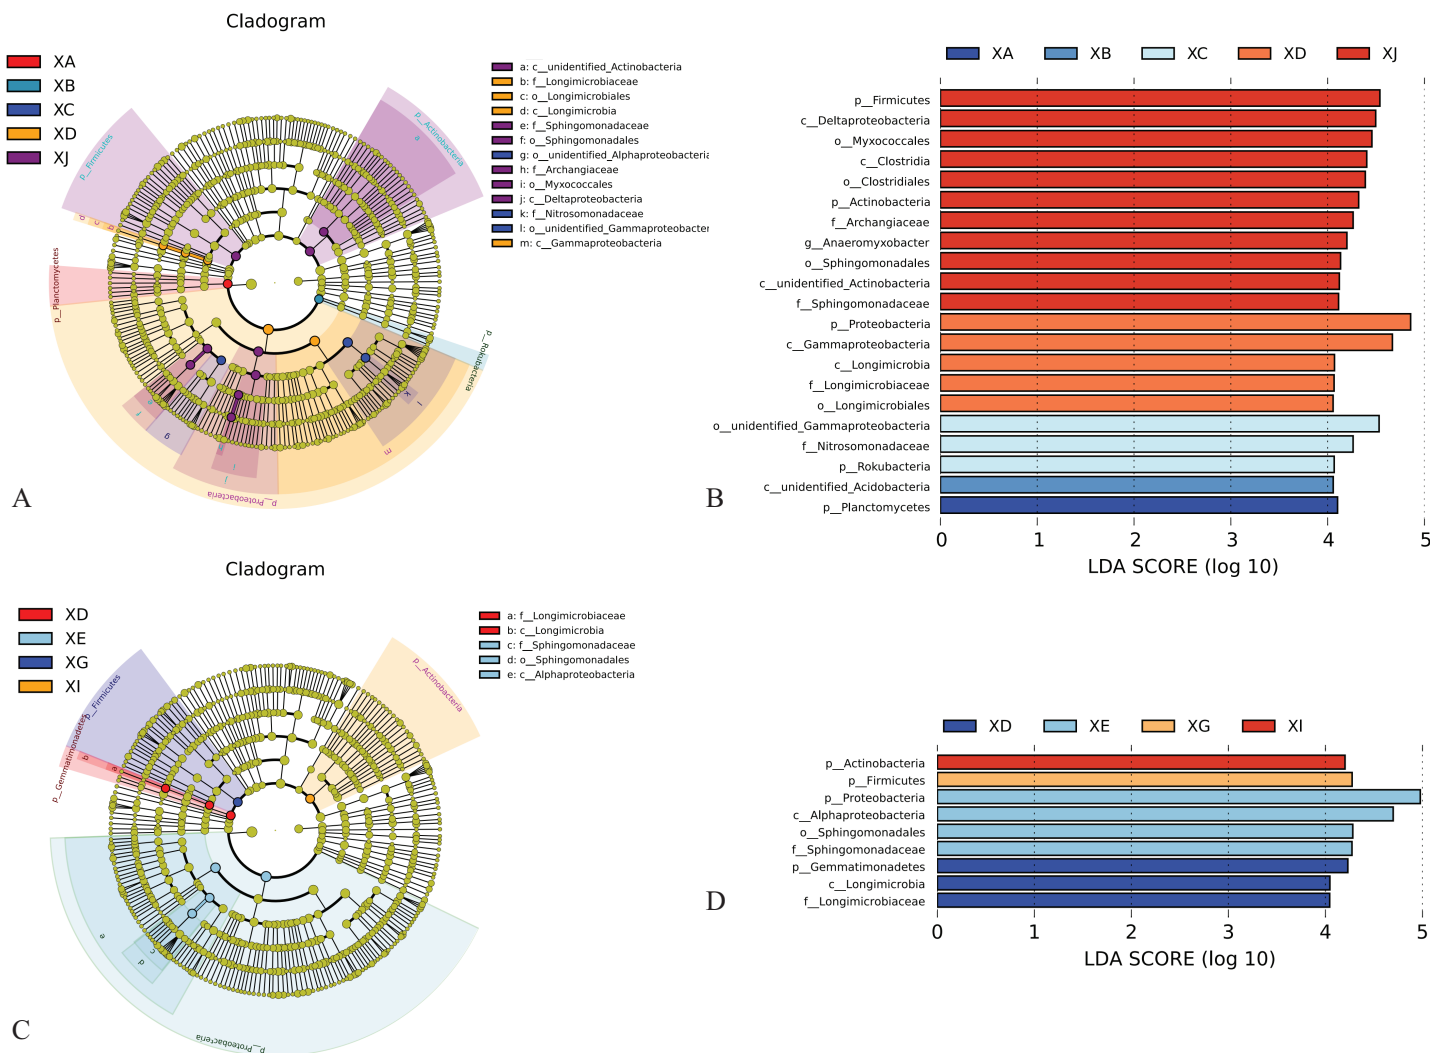 Cladogram
XA
XB
XC
XD
XJ
a: c__unidentified_Actinobacteria
b: f__Longimicrobiaceae
c: o__Longimicrobiales
d: c__Longimicrobia
e: f__Sphingomonadaceae
f: o__Sphingomonadales
g: o__unidentified_Alphaproteobacteria
h: f__Archangiaceae
i: o__Myxococcales
j: c__Deltaproteobacteria
k: f__Nitrosomonadaceae
l: o__unidentified_Gammaproteobacter
m: c__Gammaproteobacteria
p__Firmicutes
p__Actinobacteria
a
d
c
b
p__Planctomycetes
p__Rokubacteria
p__Proteobacteria
g
k
l
m
A
XA XB XC XD XJ
p__Firmicutes
c__Deltaproteobacteria
o__Myxococcales
c__Clostridia
o__Clostridiales
p__Actinobacteria
f__Archangiaceae
g__Anaeromyxobacter
o__Sphingomonadales
c__unidentified_Actinobacteria
f__Sphingomonadaceae
p__Proteobacteria
c__Gammaproteobacteria
c__Longimicrobia
f__Longimicrobiaceae
o__Longimicrobiales
o__unidentified_Gammaproteobacteria
f__Nitrosomonadaceae
p__Rokubacteria
c__unidentified_Acidobacteria
p__Planctomycetes
0 1 2 3 4 5
LDA SCORE (log 10)
B
Cladogram
XD
XE
XG
XI
a: f__Longimicrobiaceae
b: c__Longimicrobia
c: f__Sphingomonadaceae
d: o__Sphingomonadales
e: c__Alphaproteobacteria
p__Firmicutes
p__Actinobacteria
p__Gemmatimonadetes
b
a
e
c
d
p__Proteobacteria
C
XD XE XG XI
p__Actinobacteria
p__Firmicutes
p__Proteobacteria
c__Alphaproteobacteria
o__Sphingomonadales
f__Sphingomonadaceae
p__Gemmatimonadetes
c__Longimicrobia
f__Longimicrobiaceae
0 1 2 3 4 5
LDA SCORE (log 10)
D